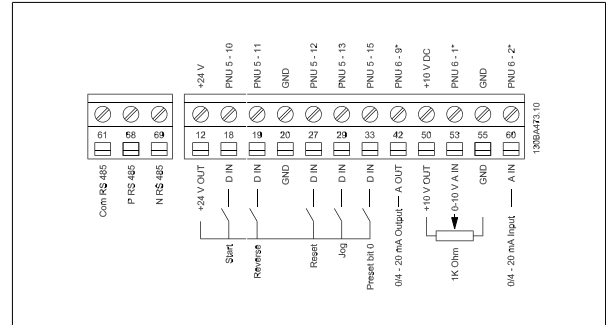 +24 V
PNU 5 - 10
PNU 5 - 11
GND
PNU 5 - 12
PNU 5 - 13
PNU 5 - 15
PNU 6 - 9*
+10 V DC
PNU 6 - 1*
GND
PNU 6 - 2*
61 68 69 12 18 19 20 27 29 33 42 50 53 55 60
130BA473.10
Com RS 485
P RS 485
N RS 485
+24 V OUT
D IN
D IN
GND
D IN
D IN
D IN
0/4 - 20 mA Output A OUT
+10 V OUT
0-10 V A IN
GND
0/4 - 20 mA Input A IN
Start
Reverse
Reset
Jog
Preset bit 0
1K Ohm